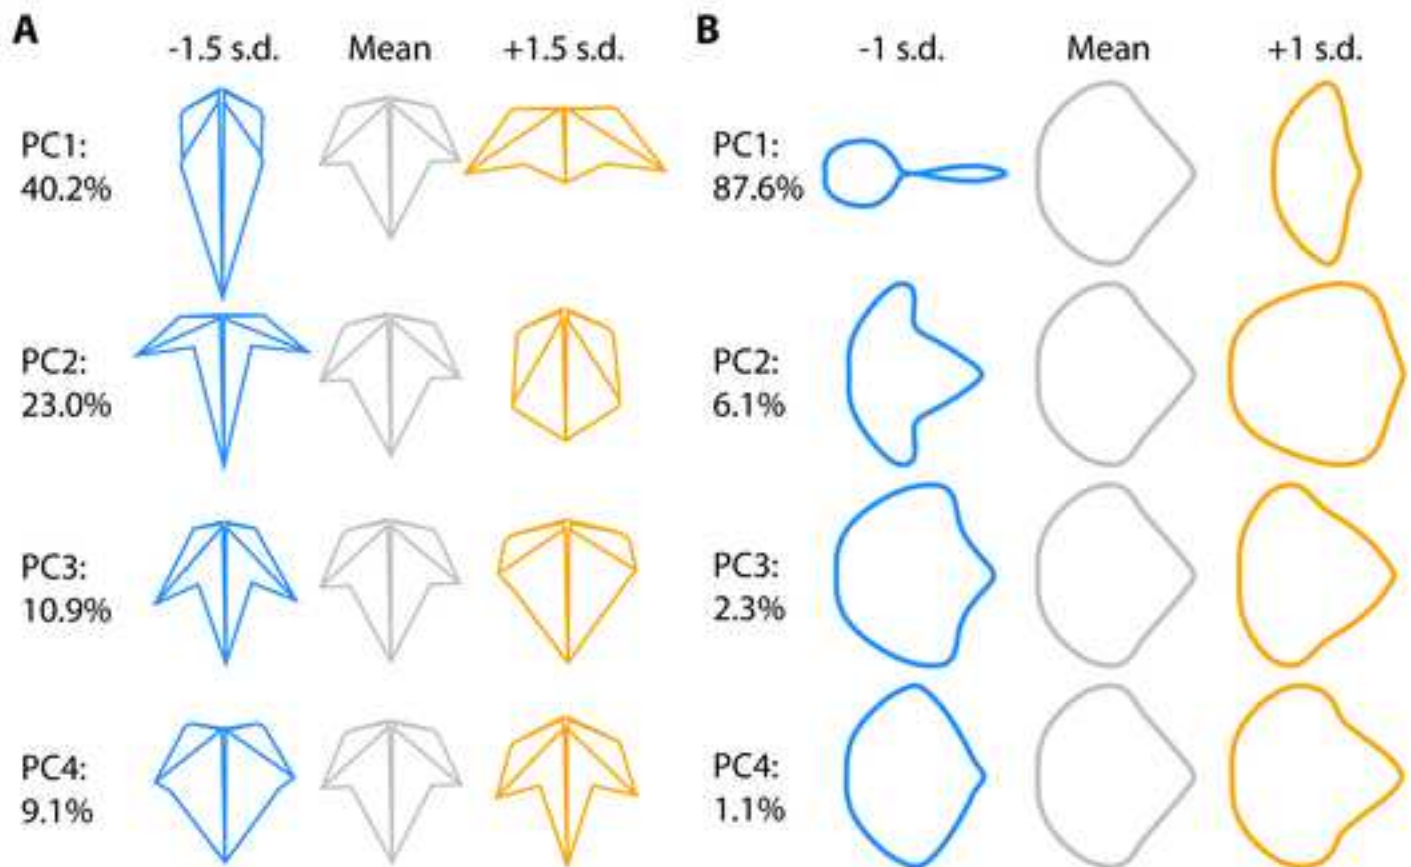 A
B
-1.5 s.d. Mean +1.5 s.d.
-1 s.d. Mean +1 s.d.
PC1:
40.2%
PC1:
87.6%
PC2:
23.0%
PC2:
6.1%
PC3:
10.9%
PC3:
2.3%
PC4:
9.1%
PC4:
1.1%